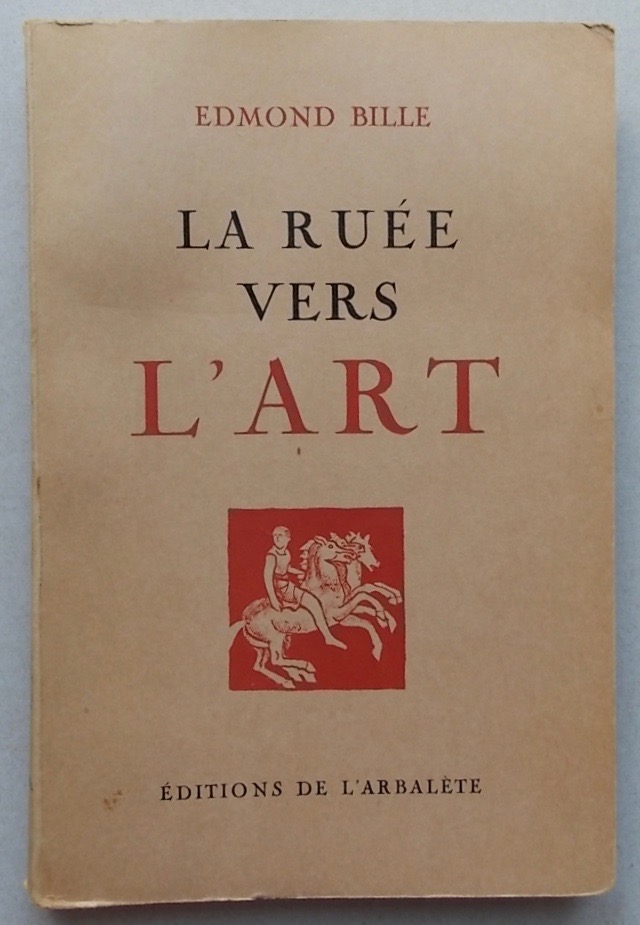 EDMOND BILLE
LA RUÉE
VERS
L'ART
ÉDITIONS DE L'ARBALÈTE